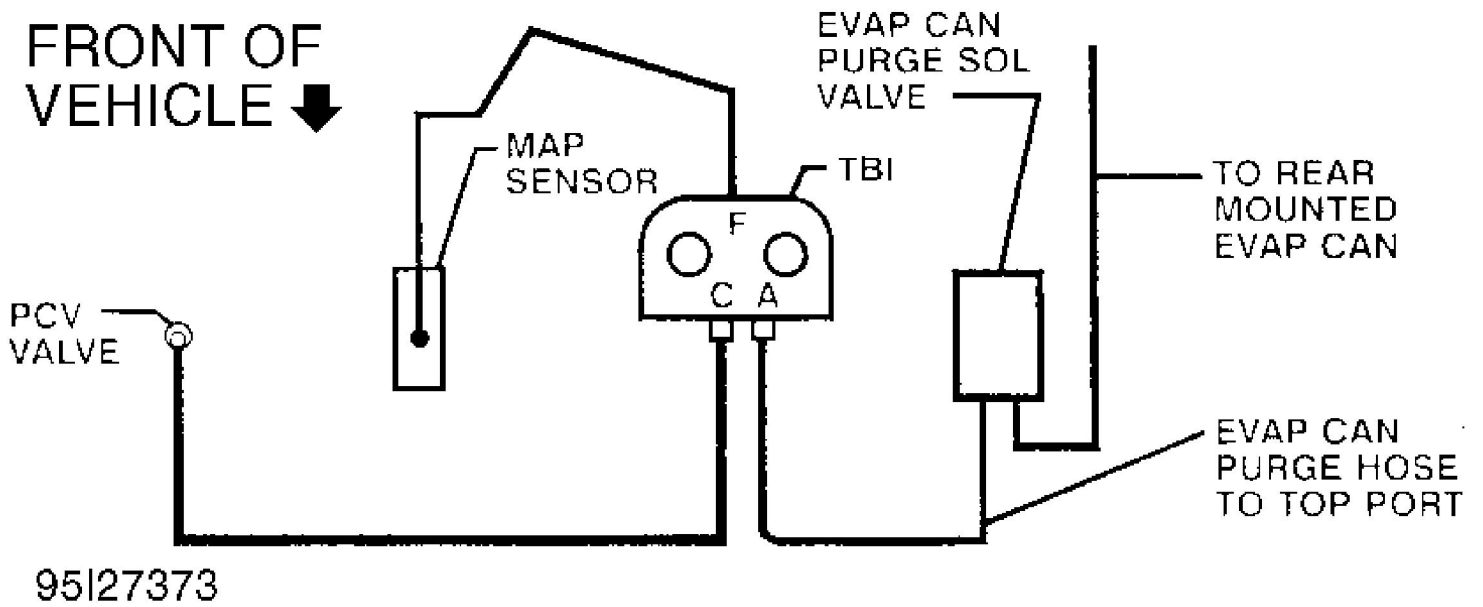 FRONT OF
VEHICLE
EVAP CAN
PURGE SOL
VALVE
MAP
SENSOR
TBI
TO REAR
MOUNTED
EVAP CAN
F
C A
PCV
VALVE
EVAP CAN
PURGE HOSE
TO TOP PORT
95I27373